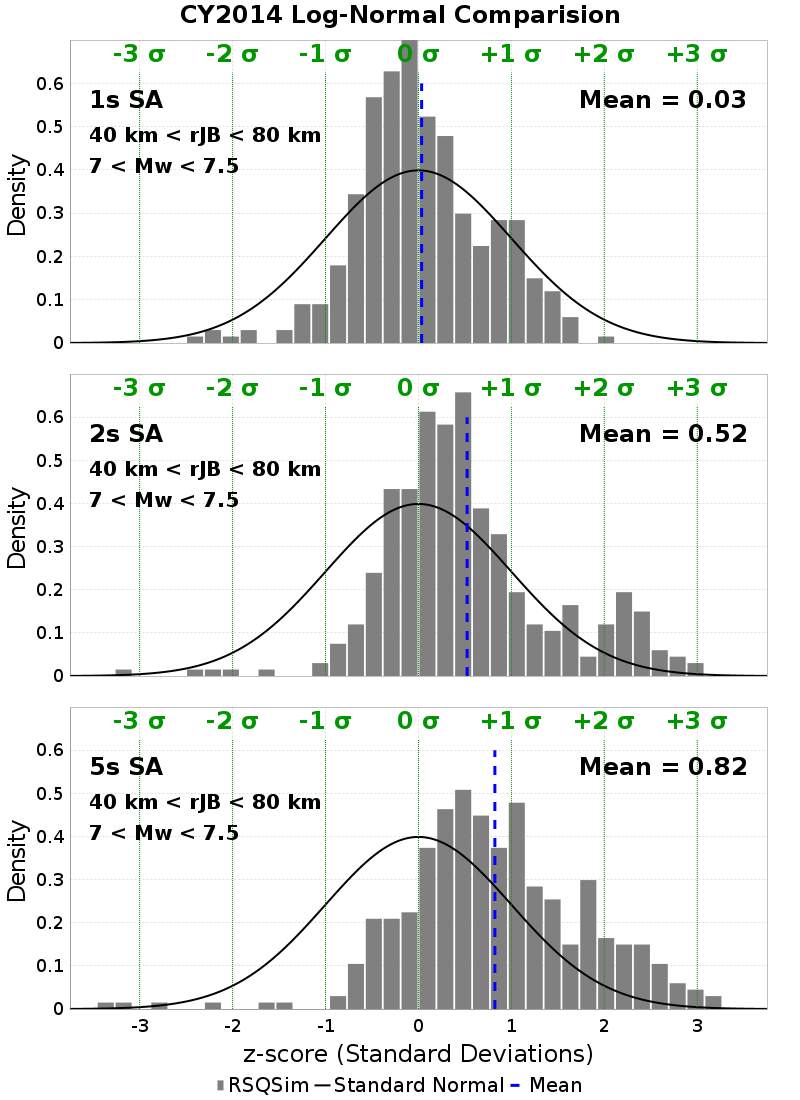 CY2014 Log-Normal Comparision
-3 σ -2 σ -1 σ 0 σ +1 σ +2 σ +3 σ
1s SA Mean = 0.03
40 km < rJB < 80 km
7 < Mw < 7.5
Density
0.6
0.5
0.4
0.3
0.2
0.1
0
-3 σ -2 σ -1 σ 0 σ +1 σ +2 σ +3 σ
2s SA Mean = 0.52
40 km < rJB < 80 km
7 < Mw < 7.5
Density
0.6
0.5
0.4
0.3
0.2
0.1
0
-3 σ -2 σ -1 σ 0 σ +1 σ +2 σ +3 σ
5s SA Mean = 0.82
40 km < rJB < 80 km
7 < Mw < 7.5
Density
0.6
0.5
0.4
0.3
0.2
0.1
0
-3 -2 -1 0 1 2 3
z-score (Standard Deviations)
RSQSim Standard Normal Mean